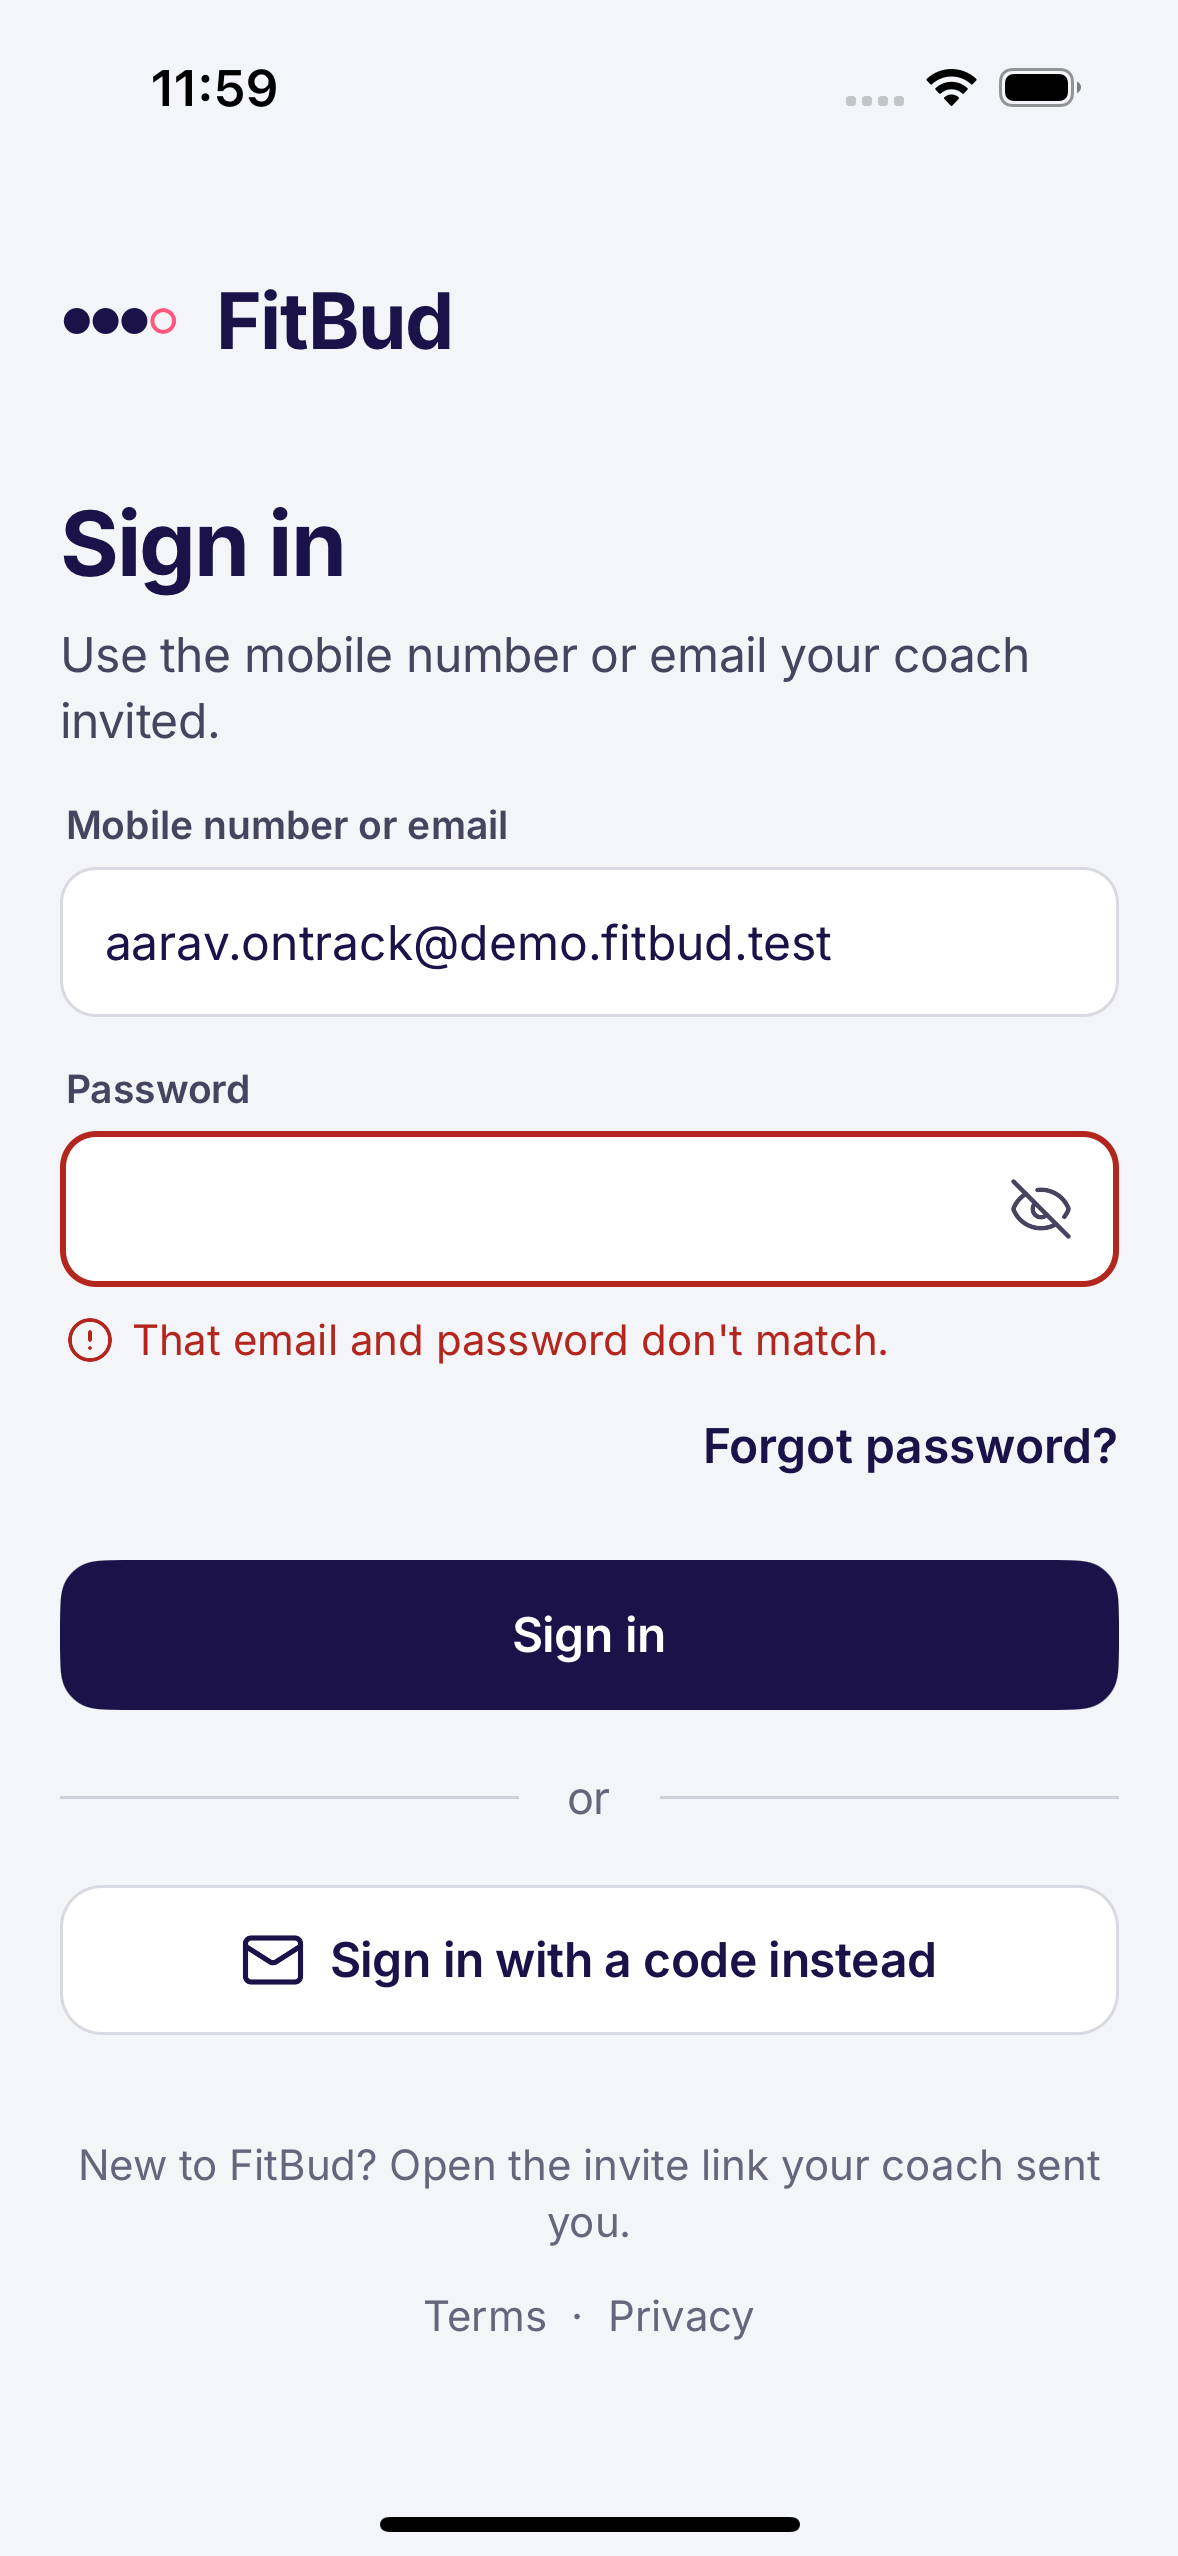 11:59
FitBud
Sign in
Use the mobile number or email your coach
invited.
Mobile number or email
aarav.ontrack@demo.fitbud.test
Password
That email and password don't match.
Forgot password?
Sign in
or
Sign in with a code instead
New to FitBud? Open the invite link your coach sent
you.
Terms · Privacy